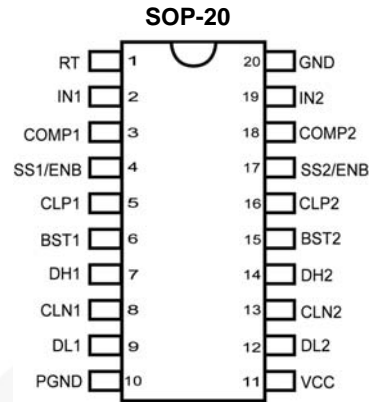 SOP-20
RT 1 20 GND
IN1 2 19 IN2
COMP1 3 18 COMP2
SS1/ENB 4 17 SS2/ENB
CLP1 5 16 CLP2
BST1 6 15 BST2
DH1 7 14 DH2
CLN1 8 13 CLN2
DL1 9 12 DL2
PGND 10 11 VCC